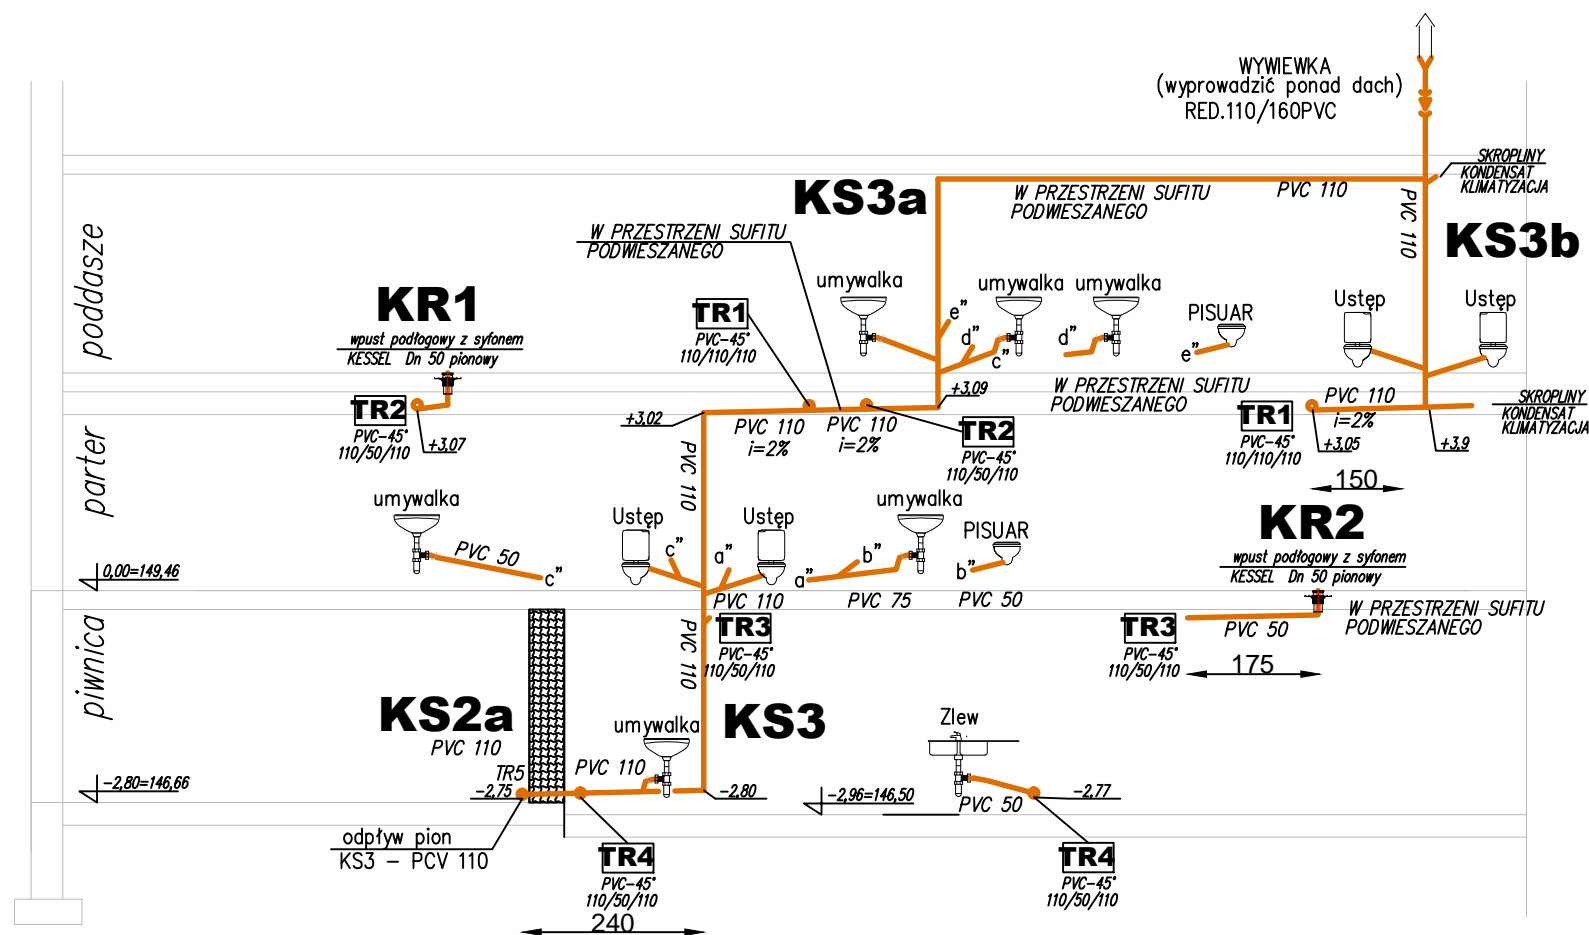 WYWIEWKA
(wyprowadzić ponad dach)
RED.110/160PVC
SKROPLINY
KONDENSAT
KLIMATYZACJA
KS3a
W PRZESTRZENI SUFITU
PODWIESZANEGO
PVC 110
PVC 110
KS3b
poddasze
W PRZESTRZENI SUFITU
PODWIESZANEGO
KR1
wpust podłogowy z syfonem
KESSEL Dn 50 pionowy
TR1
PVC-45°
110/110/110
umywalka
e"
umywalka
d"
c"
umywalka
d"
PISUAR
e"
Ustęp
Ustęp
TR2
PVC-45°
110/50/110
+3,07
+3,02
+3,09
PVC 110
i=2%
PVC 110
i=2%
TR2
PVC-45°
110/50/110
W PRZESTRZENI SUFITU
PODWIESZANEGO
TR1
PVC-45°
110/110/110
PVC 110
i=2%
+3,05
+3,9
SKROPLINY
KONDENSAT
KLIMATYZACJA
150
parter
PVC 110
umywalka
PVC 50
c"
Ustęp
c"
a"
Ustęp
PVC 110
umywalka
a"
b"
PVC 75
PISUAR
b"
PVC 50
KR2
wpust podłogowy z syfonem
KESSEL Dn 50 pionowy
0,00=149,46
W PRZESTRZENI SUFITU
PODWIESZANEGO
piwnica
PVC 110
TR3
PVC-45°
110/50/110
TR3
PVC-45°
110/50/110
PVC 50
175
KS2a
PVC 110
KS3
umywalka
PVC 110
Zlew
TR5
-2,75
-2,80=146,66
-2,80
-2,96=146,50
PVC 50
-2,77
odpływ pion
KS3 - PCV 110
TR4
PVC-45°
110/50/110
TR4
PVC-45°
110/50/110
240